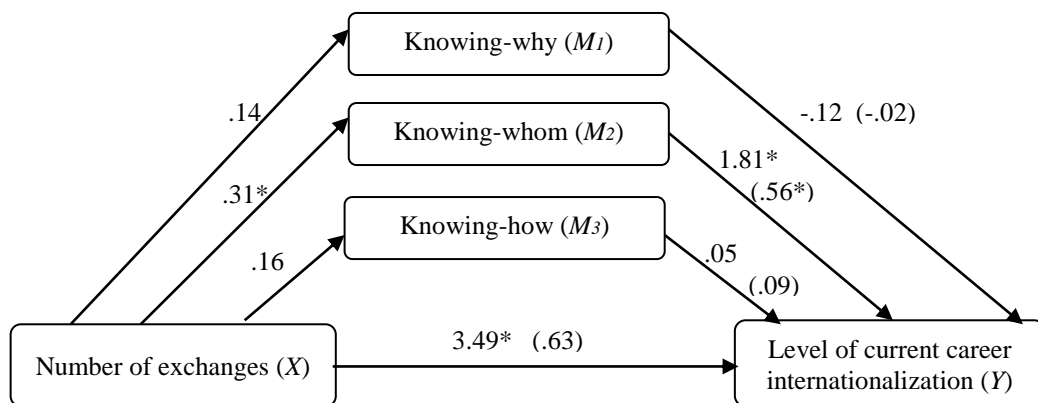 Knowing-why (M1)
.14
-.12 (-.02)
Knowing-whom (M2)
.31*
1.81*
(.56*)
Knowing-how (M3)
.16
.05
(.09)
3.49* (.63)
Number of exchanges (X)
Level of current career
internationalization (Y)